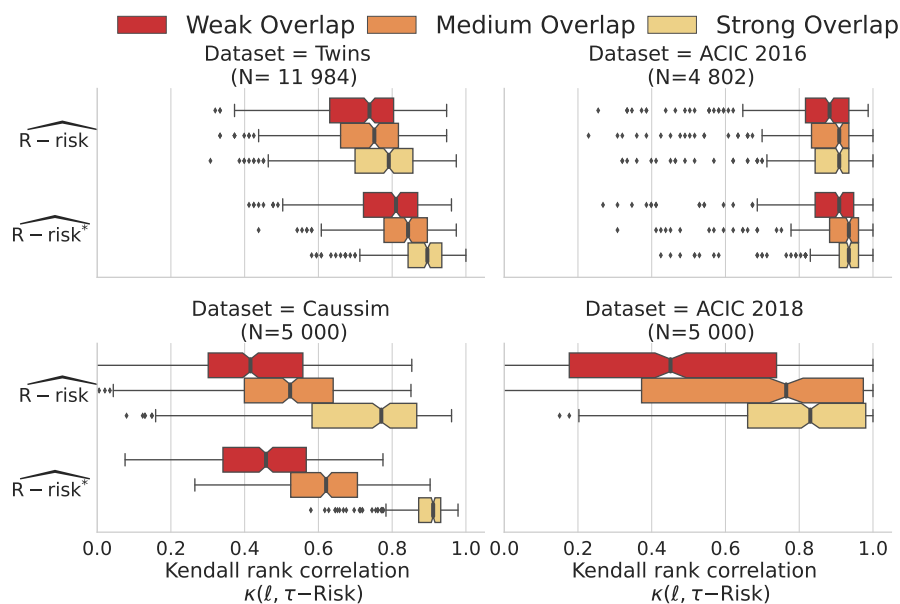 Weak Overlap Medium Overlap Strong Overlap
Dataset = Twins
(N= 11 984)
Dataset = ACIC 2016
(N=4 802)
R−risk
R−risk*
Dataset = Caussim
(N=5 000)
Dataset = ACIC 2018
(N=5 000)
R−risk
R−risk*
0.0 0.2 0.4 0.6 0.8 1.0
Kendall rank correlation
κ(ℓ, τ−Risk)
0.0 0.2 0.4 0.6 0.8 1.0
Kendall rank correlation
κ(ℓ, τ−Risk)